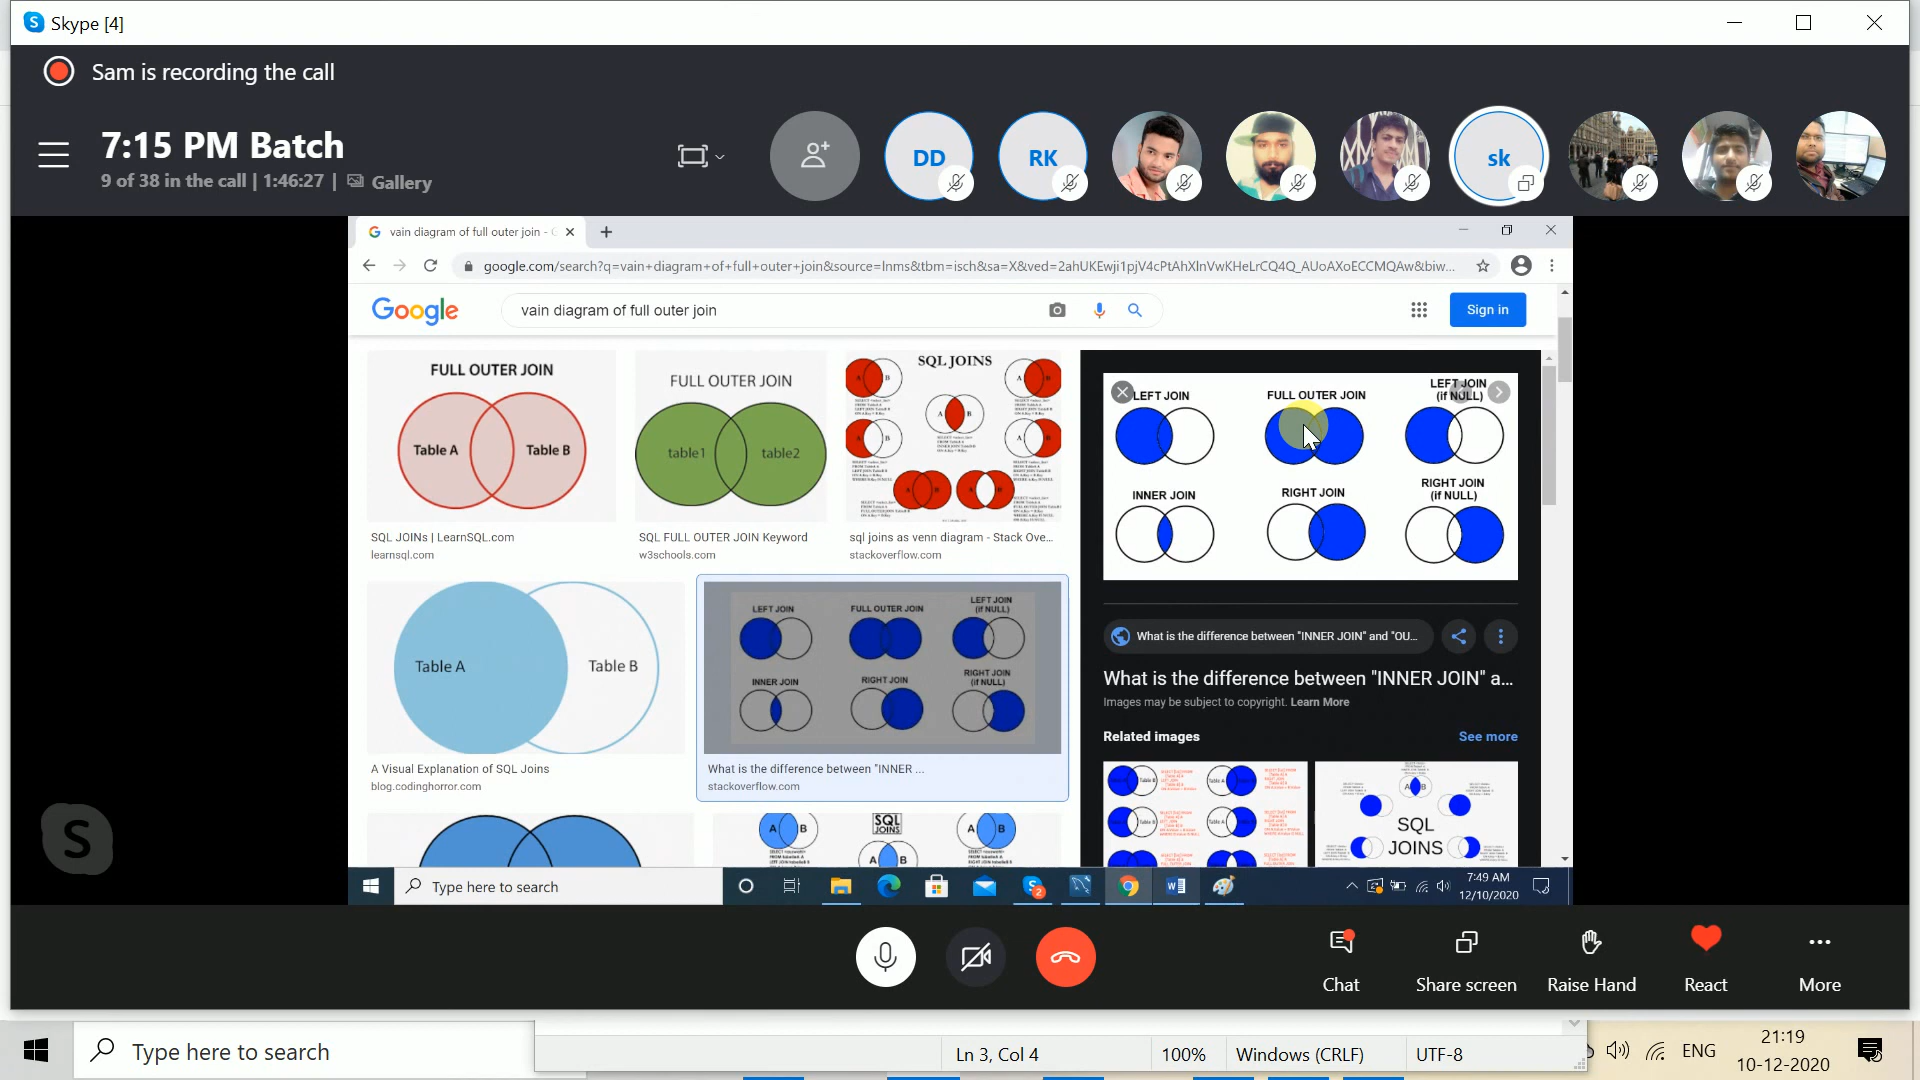 Skype [4]
Sam is recording the call
7:15 PM Batch
9 of 38 in the call | 1:46:27 | Gallery
DD
RK
sk
vain diagram of full outer join - G
google.com/search?q=vain+diagram+of+full+outer+join&source=lnms&tbm=isch&sa=X&ved=2ahUKEwji1pjV4cPtAhXInVwKHeLrCQ4Q_AUoAXoECCMQAw&biw...
Google
vain diagram of full outer join
Sign in
FULL OUTER JOIN
Table A
Table B
SQL JOINs | LearnSQL.com
learnsql.com
FULL OUTER JOIN
table1
table2
SQL FULL OUTER JOIN Keyword
w3schools.com
SQL JOINS
A B
sql joins as venn diagram - Stack Ove...
stackoverflow.com
LEFT JOIN
FULL OUTER JOIN
LEFT JOIN
(if NULL)
INNER JOIN
RIGHT JOIN
RIGHT JOIN
(if NULL)
Table A
Table B
A Visual Explanation of SQL Joins
blog.codinghorror.com
LEFT JOIN
FULL OUTER JOIN
LEFT JOIN
(if NULL)
INNER JOIN
RIGHT JOIN
RIGHT JOIN
(if NULL)
What is the difference between "INNER ...
stackoverflow.com
What is the difference between "INNER JOIN" and "OU...
What is the difference between "INNER JOIN" a...
Images may be subject to copyright. Learn More
Related images
See more
SQL
JOINS
A B
A B
A B
SQL
JOINS
Type here to search
2
7:49 AM
12/10/2020
Chat
Share screen
Raise Hand
React
More
Type here to search
Ln 3, Col 4
100%
Windows (CRLF)
UTF-8
ENG
21:19
10-12-2020